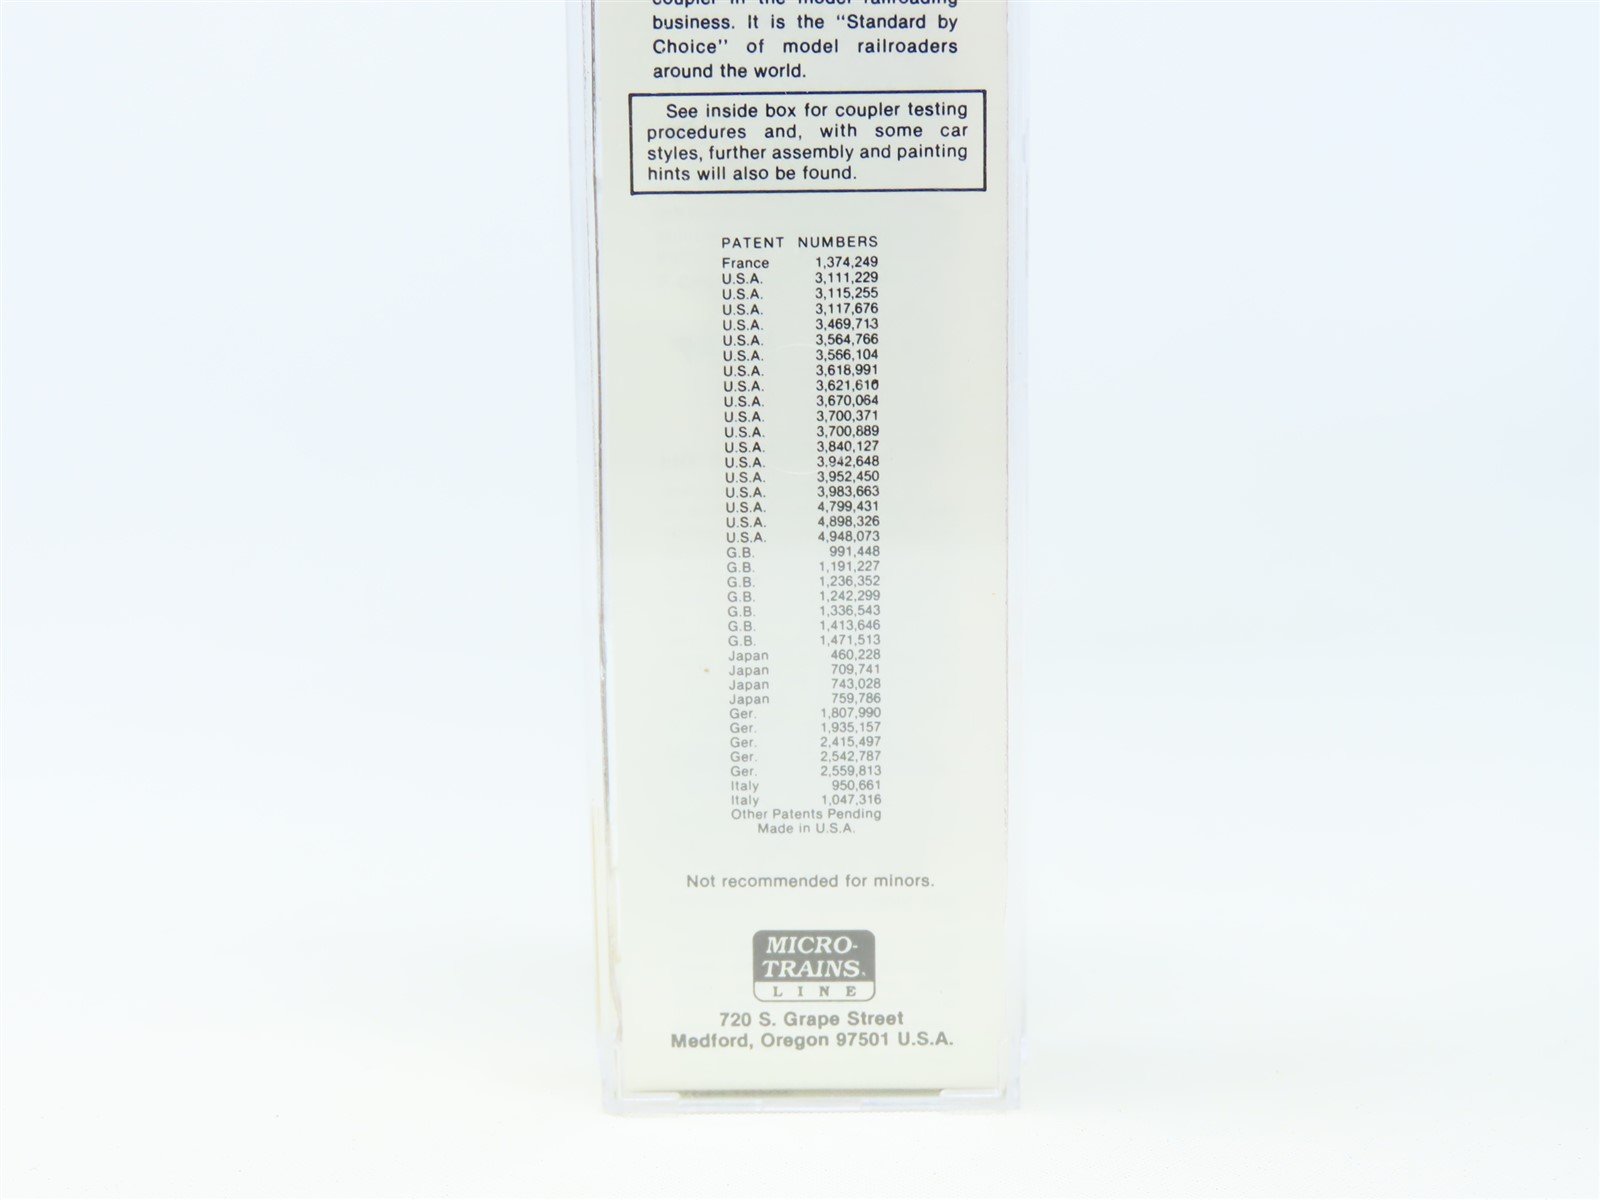 coupler in the model railroading
business. It is the "Standard by
Choice" of model railroaders
around the world.
See inside box for coupler testing
procedures and, with some car
styles, further assembly and painting
hints will also be found.
PATENT NUMBERS
France 1,374,249
U.S.A. 3,111,229
U.S.A. 3,115,255
U.S.A. 3,117,676
U.S.A. 3,469,713
U.S.A. 3,564,766
U.S.A. 3,566,104
U.S.A. 3,618,991
U.S.A. 3,621,610
U.S.A. 3,670,064
U.S.A. 3,700,371
U.S.A. 3,700,889
U.S.A. 3,840,127
U.S.A. 3,942,648
U.S.A. 3,952,450
U.S.A. 3,983,663
U.S.A. 4,799,431
U.S.A. 4,898,326
U.S.A. 4,948,073
G.B. 991,448
G.B. 1,191,227
G.B. 1,236,352
G.B. 1,242,299
G.B. 1,336,543
G.B. 1,413,646
G.B. 1,471,513
Japan 460,228
Japan 709,741
Japan 743,028
Japan 759,786
Ger. 1,807,990
Ger. 1,935,157
Ger. 2,415,497
Ger. 2,542,787
Ger. 2,559,813
Italy 950,661
Italy 1,047,316
Other Patents Pending
Made in U.S.A.
Not recommended for minors.
MICRO-
TRAINS
LINE
720 S. Grape Street
Medford, Oregon 97501 U.S.A.